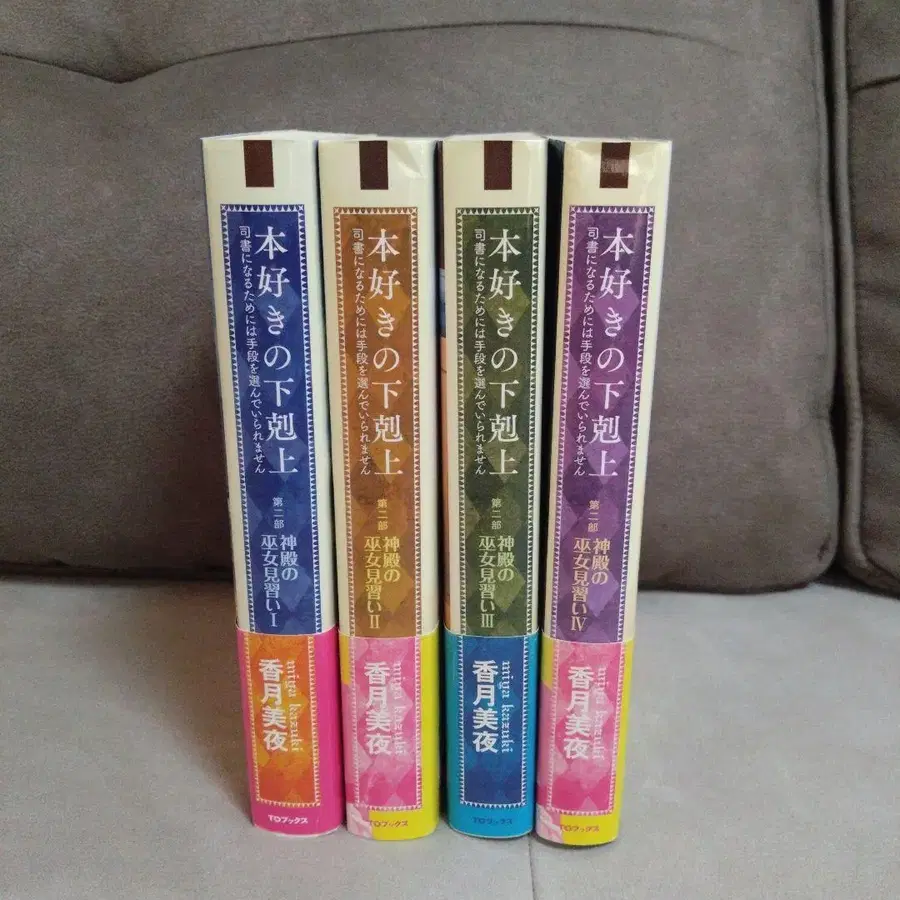 本好きの下剋上
司書になるためには手段を選んでいられません
第二部
神殿の
巫女見習いⅠ
香月美夜
miya kazuki
TOブックス
本好きの下剋上
司書になるためには手段を選んでいられません
第二部
神殿の
巫女見習いⅡ
香月美夜
miya kazuki
TOブックス
本好きの下剋上
司書になるためには手段を選んでいられません
第二部
神殿の
巫女見習いⅢ
香月美夜
miya kazuki
TOブックス
本好きの下剋上
司書になるためには手段を選んでいられません
第二部
神殿の
巫女見習いⅣ
香月美夜
miya kazuki
TOブックス